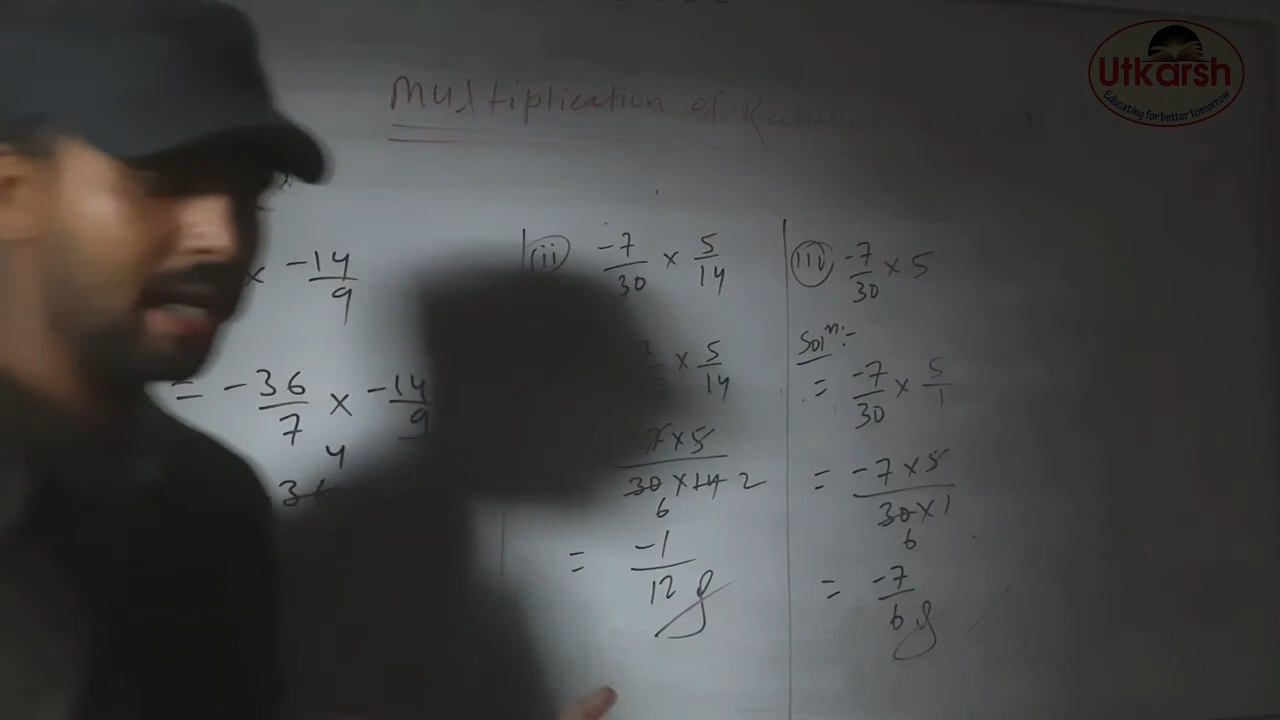 Utkarsh
Educating for better tomorrow
Multiplication of
× -14/9
= -36/7 × -14/9
4
(ii) -7/30 × 5/14
× 5/14
7×5/30×14 2
6
= -1/12
(iii) -7/30 × 5
Solⁿ:-
= -7/30 × 5/1
= -7×5/30×1
6
= -7/6